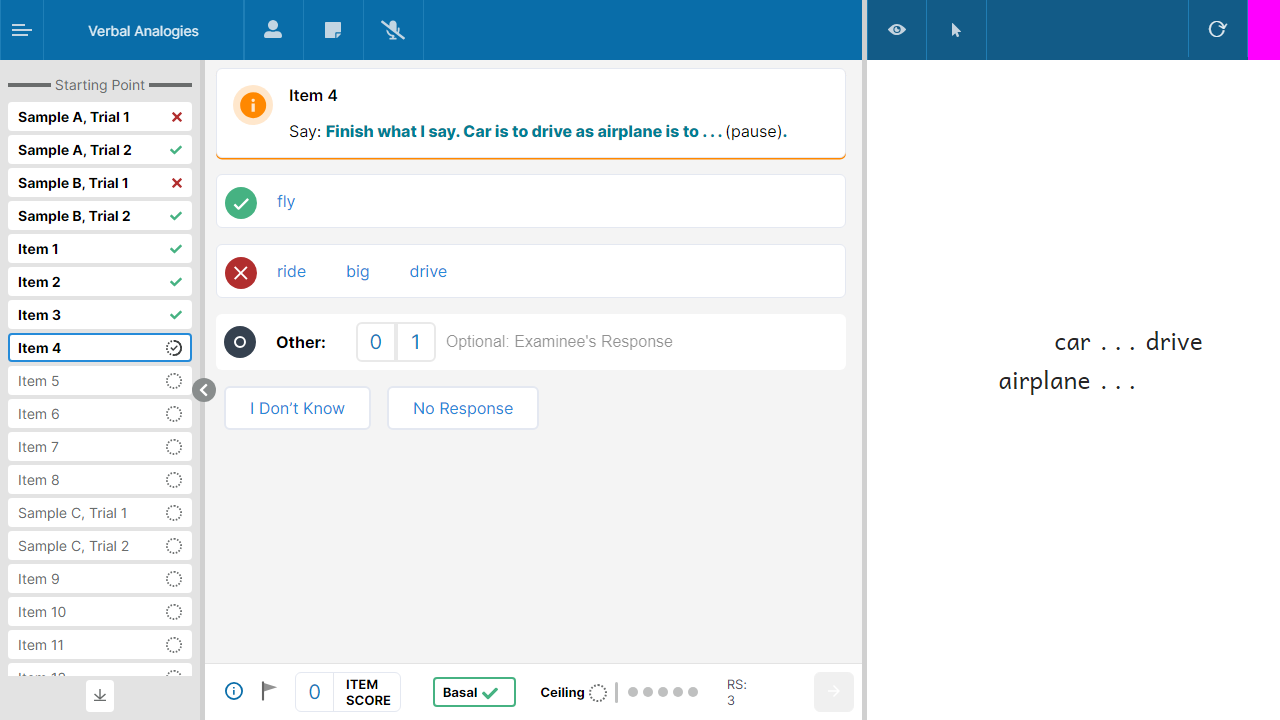 Verbal Analogies
Starting Point
Sample A, Trial 1
Sample A, Trial 2
Sample B, Trial 1
Sample B, Trial 2
Item 1
Item 2
Item 3
Item 4
Item 5
Item 6
Item 7
Item 8
Sample C, Trial 1
Sample C, Trial 2
Item 9
Item 10
Item 11
Item 4
Say: Finish what I say. Car is to drive as airplane is to . . . (pause).
fly
ride big drive
Other: 0 1 Optional: Examinee's Response
I Don’t Know No Response
0 ITEM SCORE
Basal
Ceiling
RS:
3
car . . . drive
airplane . . .